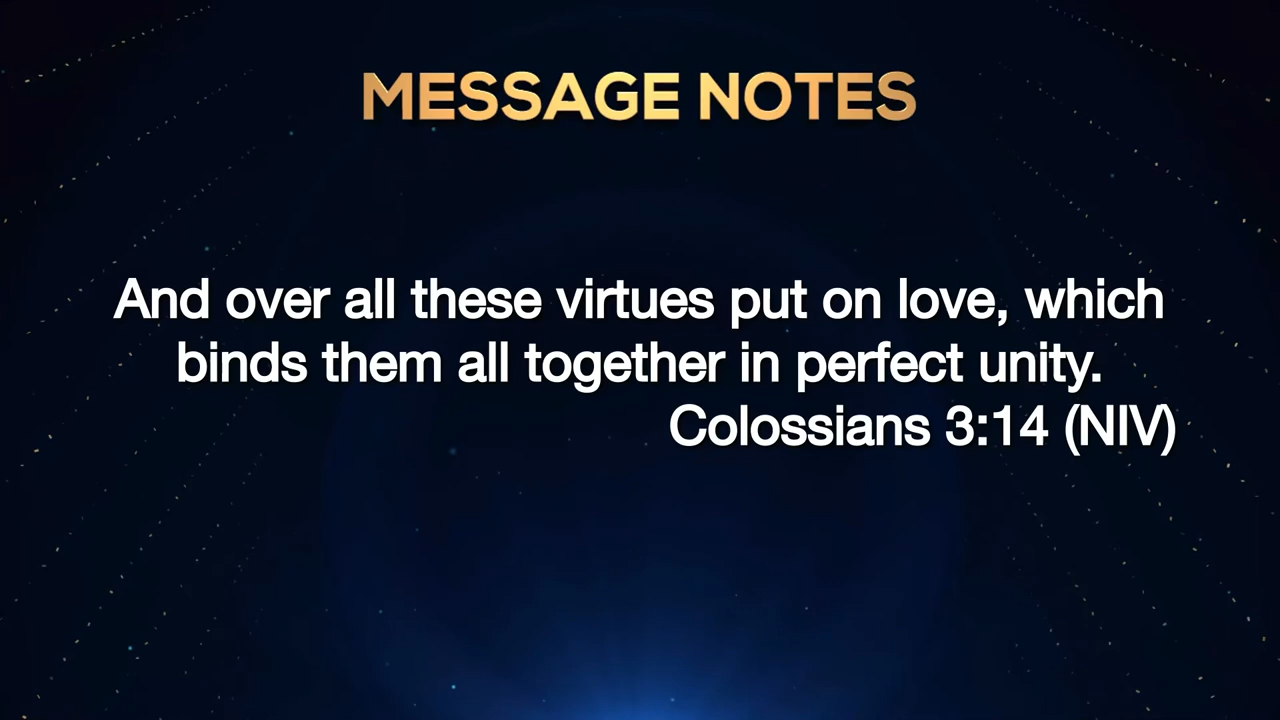 MESSAGE NOTES
And over all these virtues put on love, which
binds them all together in perfect unity.
Colossians 3:14 (NIV)